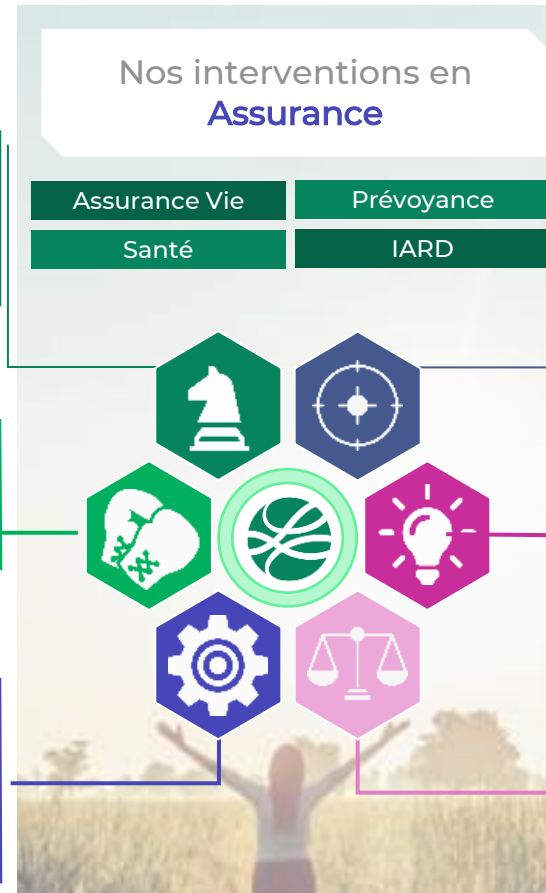 Nos interventions en
Assurance
Assurance Vie
Prévoyance
Santé
IARD